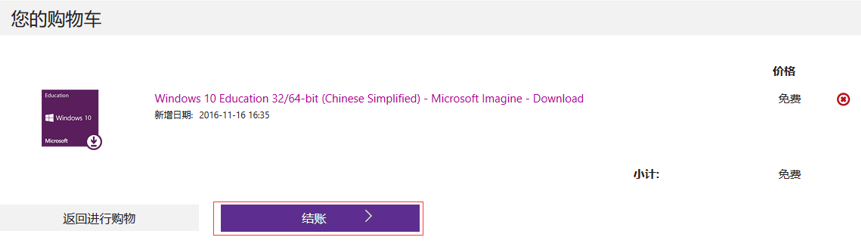 您的购物车
价格
Education
Windows 10
Microsoft
Windows 10 Education 32/64-bit (Chinese Simplified) - Microsoft Imagine - Download
免费
新增日期: 2016-11-16 16:35
小计: 免费
返回进行购物
结账